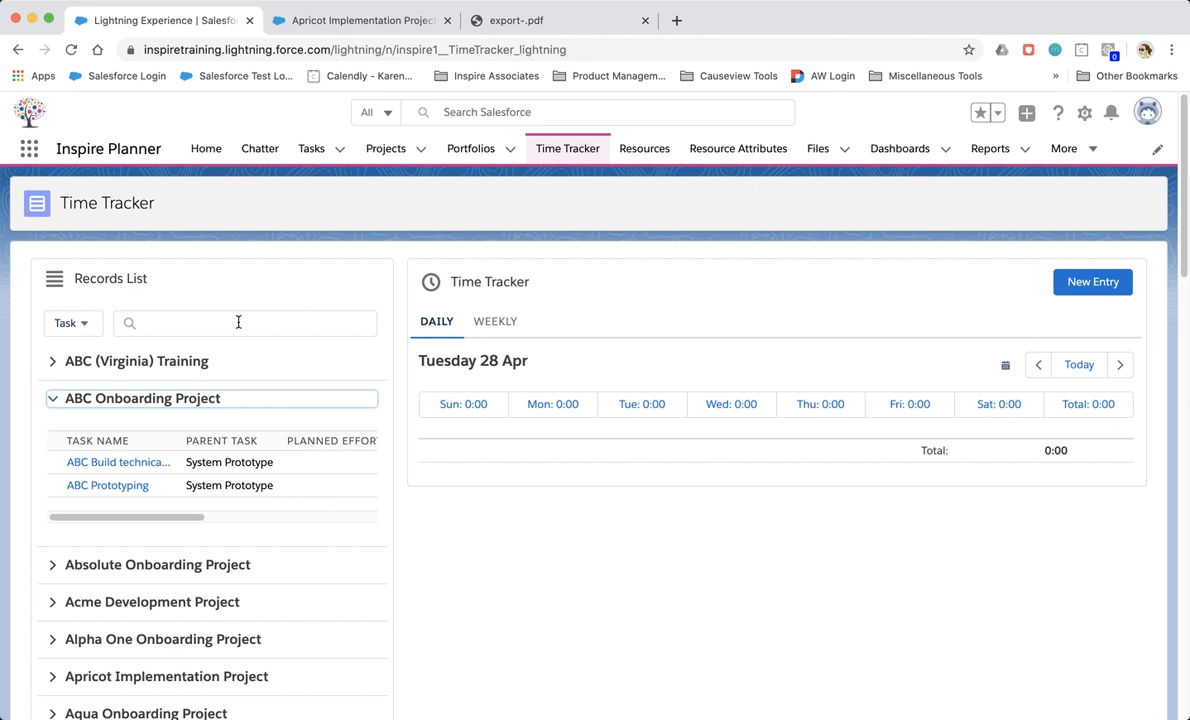 Lightning Experience | Salesfo
Apricot Implementation Project
export-.pdf
inspiretraining.lightning.force.com/lightning/n/inspire1__TimeTracker_lightning
0
Apps
Salesforce Login
Salesforce Test Lo...
Calendly - Karen...
Inspire Associates
Product Managem...
Causeview Tools
AW Login
Miscellaneous Tools
»
Other Bookmarks
All
Search Salesforce
Inspire Planner
Home
Chatter
Tasks
Projects
Portfolios
Time Tracker
Resources
Resource Attributes
Files
Dashboards
Reports
More
Time Tracker
Records List
Task
ABC (Virginia) Training
ABC Onboarding Project
TASK NAME PARENT TASK PLANNED EFFOR
ABC Build technica... System Prototype
ABC Prototyping System Prototype
Absolute Onboarding Project
Acme Development Project
Alpha One Onboarding Project
Apricot Implementation Project
Aqua Onboarding Project
Time Tracker
New Entry
DAILY WEEKLY
Tuesday 28 Apr
Today
Sun: 0:00 Mon: 0:00 Tue: 0:00 Wed: 0:00 Thu: 0:00 Fri: 0:00 Sat: 0:00 Total: 0:00
Total: 0:00